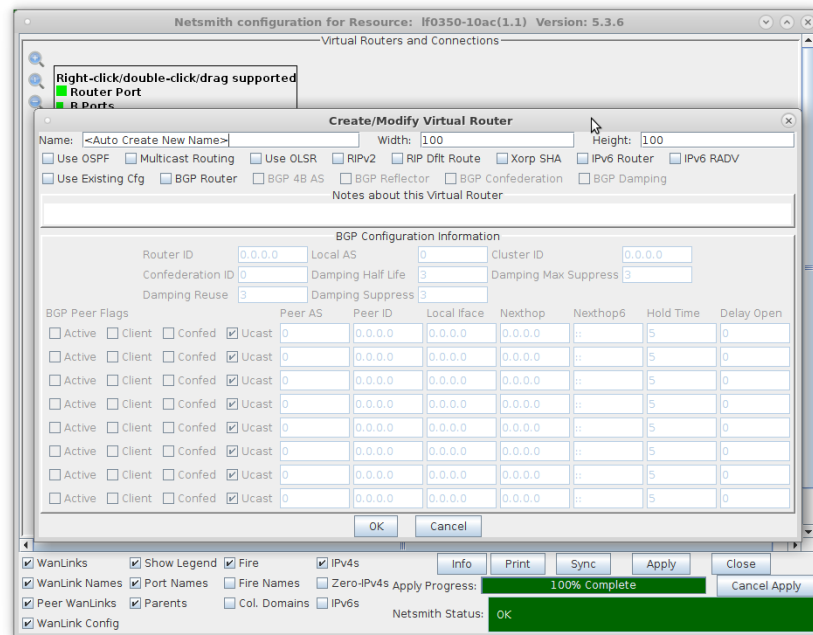 Netsmith configuration for Resource: lf0350-10ac(1.1) Version: 5.3.6
Virtual Routers and Connections
Right-click/double-click/drag supported
Router Port
R Ports
Create/Modify Virtual Router
Name: <Auto Create New Name> Width: 100 Height: 100
Use OSPF Multicast Routing Use OLSR RIPv2 RIP Dflt Route Xorp SHA IPv6 Router IPv6 RADV
Use Existing Cfg BGP Router BGP 4B AS BGP Reflector BGP Confederation BGP Damping
Notes about this Virtual Router
BGP Configuration Information
Router ID 0.0.0.0 Local AS 0 Cluster ID 0.0.0.0
Confederation ID 0 Damping Half Life 3 Damping Max Suppress 3
Damping Reuse 3 Damping Suppress 3
BGP Peer Flags Peer AS Peer ID Local Iface Nexthop Nexthop6 Hold Time Delay Open
Active Client Confed Ucast 0 0.0.0.0 0.0.0.0 0.0.0.0 :: 5 0
Active Client Confed Ucast 0 0.0.0.0 0.0.0.0 0.0.0.0 :: 5 0
Active Client Confed Ucast 0 0.0.0.0 0.0.0.0 0.0.0.0 :: 5 0
Active Client Confed Ucast 0 0.0.0.0 0.0.0.0 0.0.0.0 :: 5 0
Active Client Confed Ucast 0 0.0.0.0 0.0.0.0 0.0.0.0 :: 5 0
Active Client Confed Ucast 0 0.0.0.0 0.0.0.0 0.0.0.0 :: 5 0
Active Client Confed Ucast 0 0.0.0.0 0.0.0.0 0.0.0.0 :: 5 0
Active Client Confed Ucast 0 0.0.0.0 0.0.0.0 0.0.0.0 :: 5 0
OK Cancel
WanLinks Show Legend Fire IPv4s Info Print Sync Apply Close
WanLink Names Port Names Fire Names Zero-IPv4s Apply Progress: 100% Complete Cancel Apply
Peer WanLinks Parents Col. Domains IPv6s Netsmith Status: OK
WanLink Config